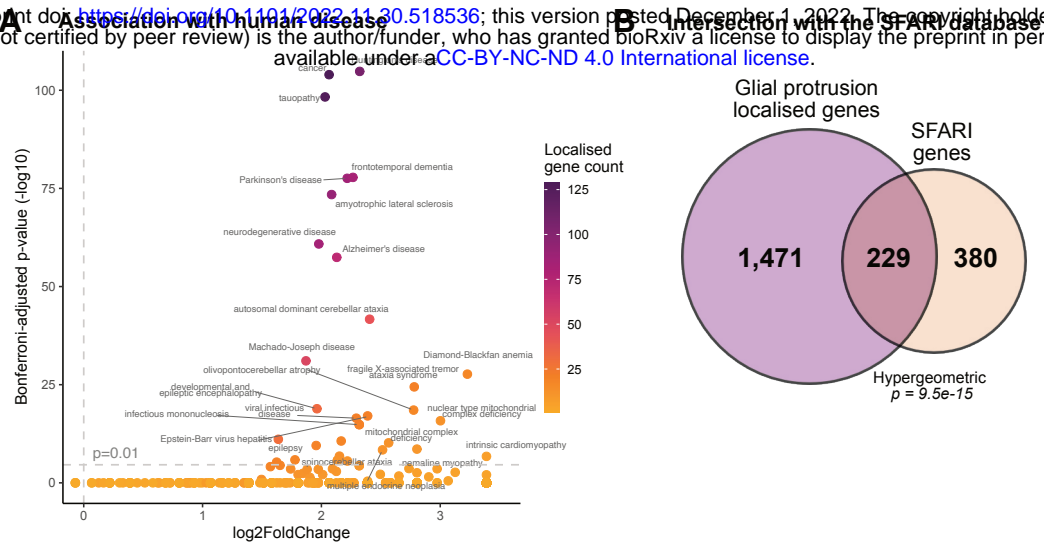 nt doi: https://doi.org/10.1101/2022.11.30.518536; this version posted December 1, 2022. The copyright holde
ot certified by peer review) is the author/funder, who has granted bioRxiv a license to display the preprint in per
available under aCC-BY-NC-ND 4.0 International license.
A Association with human disease
B Intersection with the SFARI database
Bonferroni-adjusted p-value (-log10)
100
75
50
25
0
cancer
Huntington's disease
tauopathy
frontotemporal dementia
Parkinson's disease
amyotrophic lateral sclerosis
neurodegenerative disease
Alzheimer's disease
autosomal dominant cerebellar ataxia
Machado-Joseph disease
Diamond-Blackfan anemia
olivopontocerebellar atrophy
fragile X-associated tremor
ataxia syndrome
developmental and
epileptic encephalopathy
viral infectious
disease
nuclear type mitochondrial
complex deficiency
infectious mononucleosis
Epstein-Barr virus hepatitis
mitochondrial complex
deficiency
epilepsy
intrinsic cardiomyopathy
p=0.01
spinocerebellar ataxia
nemaline myopathy
multiple endocrine neoplasia
0
1
2
3
log2FoldChange
Localised
gene count
125
100
75
50
25
Glial protrusion
localised genes
SFARI
genes
1,471
229
380
Hypergeometric
p = 9.5e-15